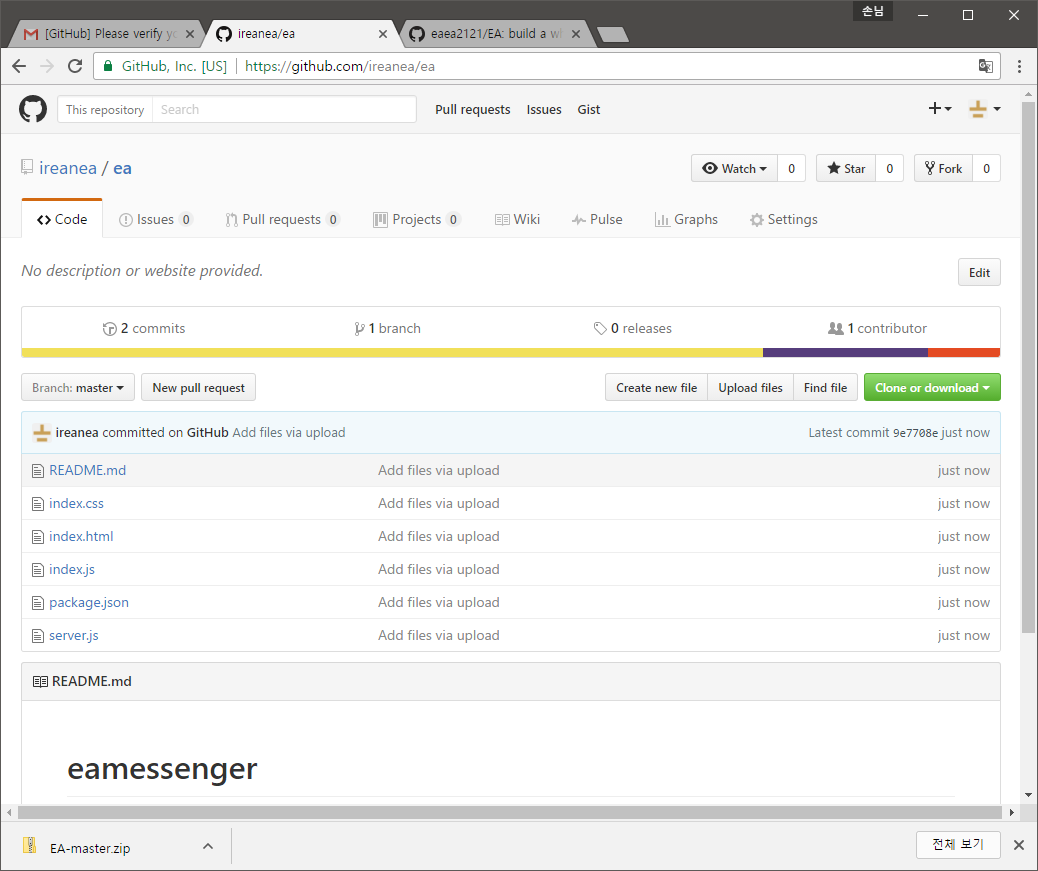 손님
[GitHub] Please verify yo
ireanea/ea
eaea2121/EA: build a wh
GitHub, Inc. [US] https://github.com/ireanea/ea
This repository Search Pull requests Issues Gist
ireanea / ea
Watch 0 Star 0 Fork 0
Code Issues 0 Pull requests 0 Projects 0 Wiki Pulse Graphs Settings
No description or website provided. Edit
2 commits 1 branch 0 releases 1 contributor
Branch: master New pull request Create new file Upload files Find file Clone or download
ireanea committed on GitHub Add files via upload Latest commit 9e7708e just now
README.md Add files via upload just now
index.css Add files via upload just now
index.html Add files via upload just now
index.js Add files via upload just now
package.json Add files via upload just now
server.js Add files via upload just now
README.md
eamessenger
EA-master.zip 전체 보기